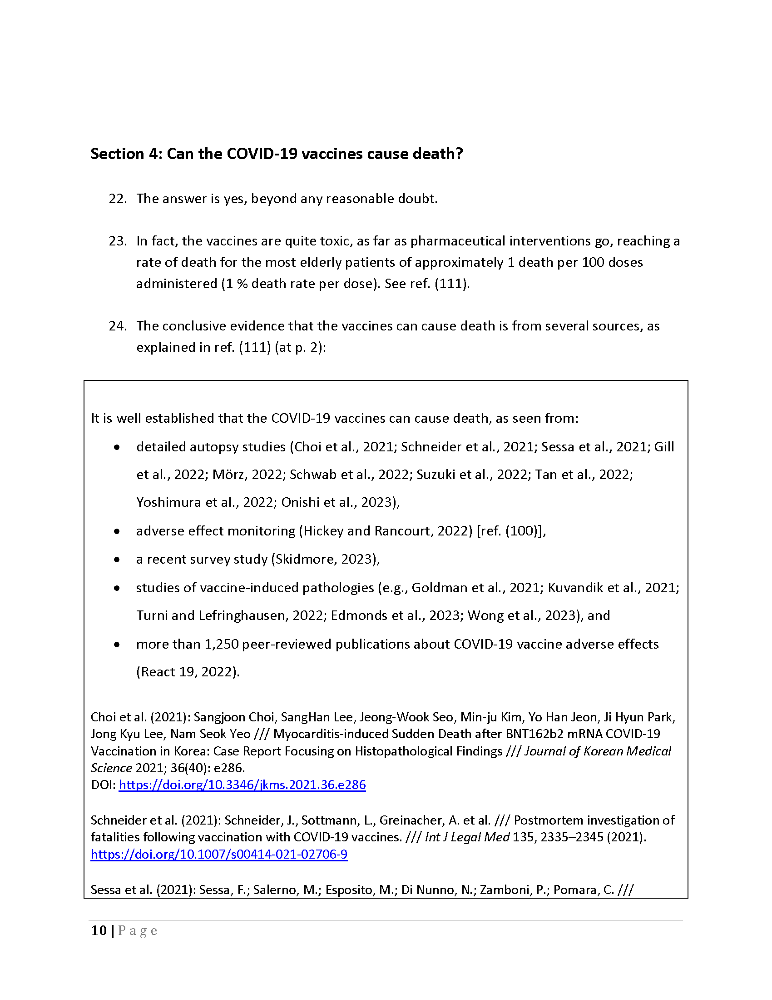 Section 4: Can the COVID-19 vaccines cause death?
22. The answer is yes, beyond any reasonable doubt.
23. In fact, the vaccines are quite toxic, as far as pharmaceutical interventions go, reaching a
rate of death for the most elderly patients of approximately 1 death per 100 doses
administered (1 % death rate per dose). See ref. (111).
24. The conclusive evidence that the vaccines can cause death is from several sources, as
explained in ref. (111) (at p. 2):
It is well established that the COVID-19 vaccines can cause death, as seen from:
• detailed autopsy studies (Choi et al., 2021; Schneider et al., 2021; Sessa et al., 2021; Gill
et al., 2022; Mörz, 2022; Schwab et al., 2022; Suzuki et al., 2022; Tan et al., 2022;
Yoshimura et al., 2022; Onishi et al., 2023),
• adverse effect monitoring (Hickey and Rancourt, 2022) [ref. (100)],
• a recent survey study (Skidmore, 2023),
• studies of vaccine-induced pathologies (e.g., Goldman et al., 2021; Kuvandik et al., 2021;
Turni and Lefringhausen, 2022; Edmonds et al., 2023; Wong et al., 2023), and
• more than 1,250 peer-reviewed publications about COVID-19 vaccine adverse effects
(React 19, 2022).
Choi et al. (2021): Sangjoon Choi, SangHan Lee, Jeong-Wook Seo, Min-ju Kim, Yo Han Jeon, Ji Hyun Park,
Jong Kyu Lee, Nam Seok Yeo /// Myocarditis-induced Sudden Death after BNT162b2 mRNA COVID-19
Vaccination in Korea: Case Report Focusing on Histopathological Findings /// Journal of Korean Medical
Science 2021; 36(40): e286.
DOI: https://doi.org/10.3346/jkms.2021.36.e286
Schneider et al. (2021): Schneider, J., Sottmann, L., Greinacher, A. et al. /// Postmortem investigation of
fatalities following vaccination with COVID-19 vaccines. /// Int J Legal Med 135, 2335–2345 (2021).
https://doi.org/10.1007/s00414-021-02706-9
Sessa et al. (2021): Sessa, F.; Salerno, M.; Esposito, M.; Di Nunno, N.; Zamboni, P.; Pomara, C. ///
10 | Page